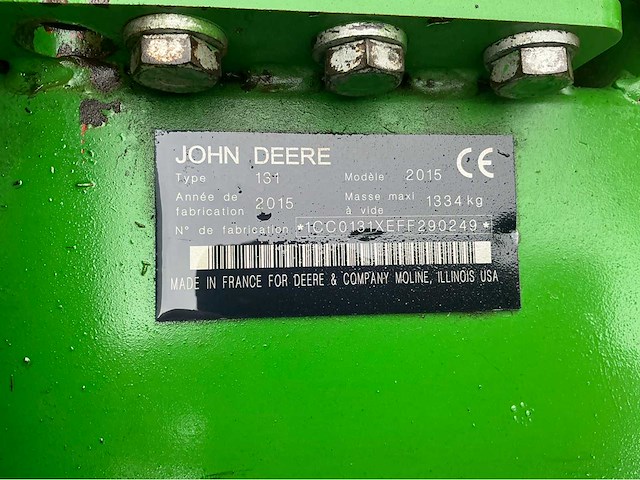 JOHN DEERE CE
Type 131 Modèle 2015
Année de fabrication 2015 Masse maxi à vide 1334 kg
N° de fabrication *1CC0131XEFF290249*
MADE IN FRANCE FOR DEERE & COMPANY MOLINE, ILLINOIS USA